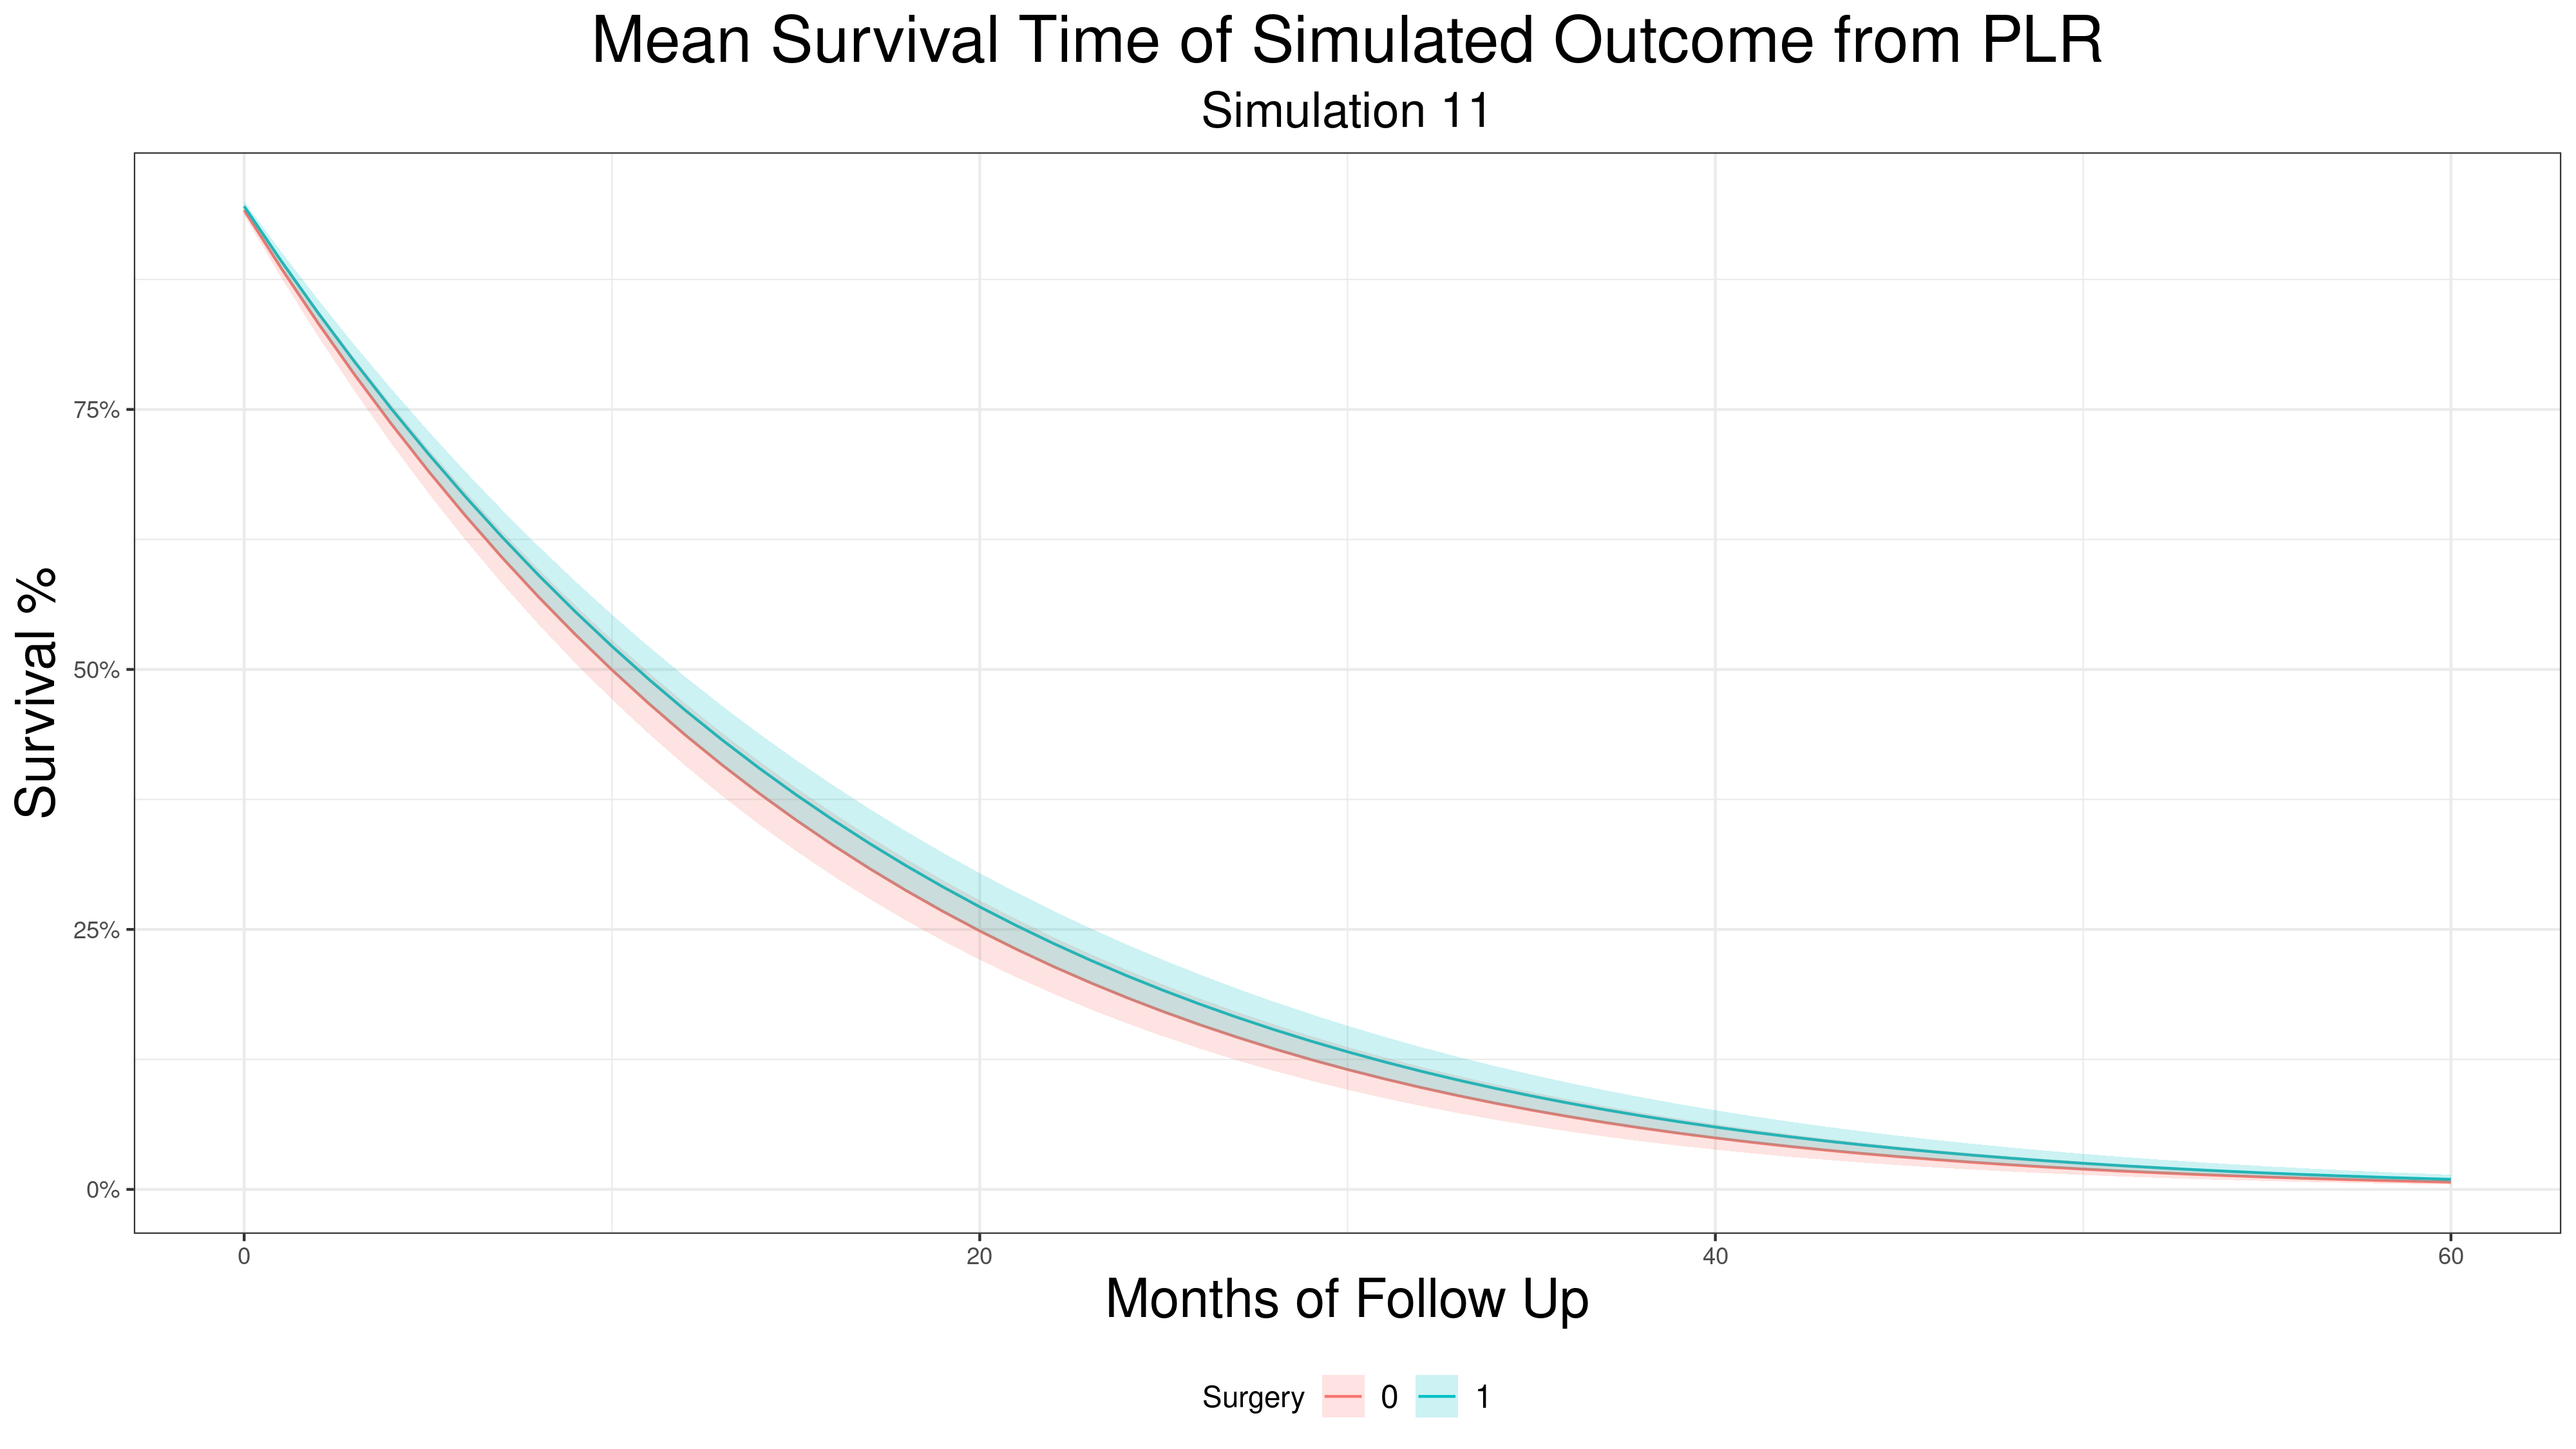 Mean Survival Time of Simulated Outcome from PLR
Simulation 11
Survival %
75%
50%
25%
0%
0 20 40 60
Months of Follow Up
Surgery 0 1